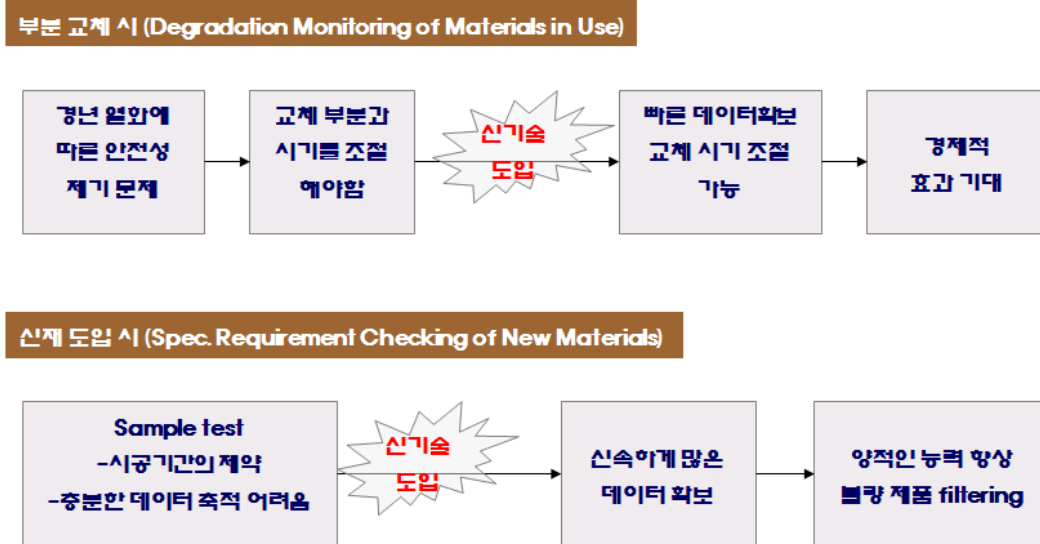 부분 교체 시 (Degradation Monitoring of Materials in Use)
경년 열화에
따른 안전성
제기 문제
교체 부분과
시기를 조절
해야함
신기술
도입
빠른 데이터확보
교체 시기 조절
가능
경제적
효과 기대
신재 도입 시 (Spec. Requirement Checking of New Materials)
Sample test
-시공기간의 제약
-충분한 데이터 축적 어려움
신기술
도입
신속하게 많은
데이터 확보
양적인 능력 향상
불량 제품 filtering